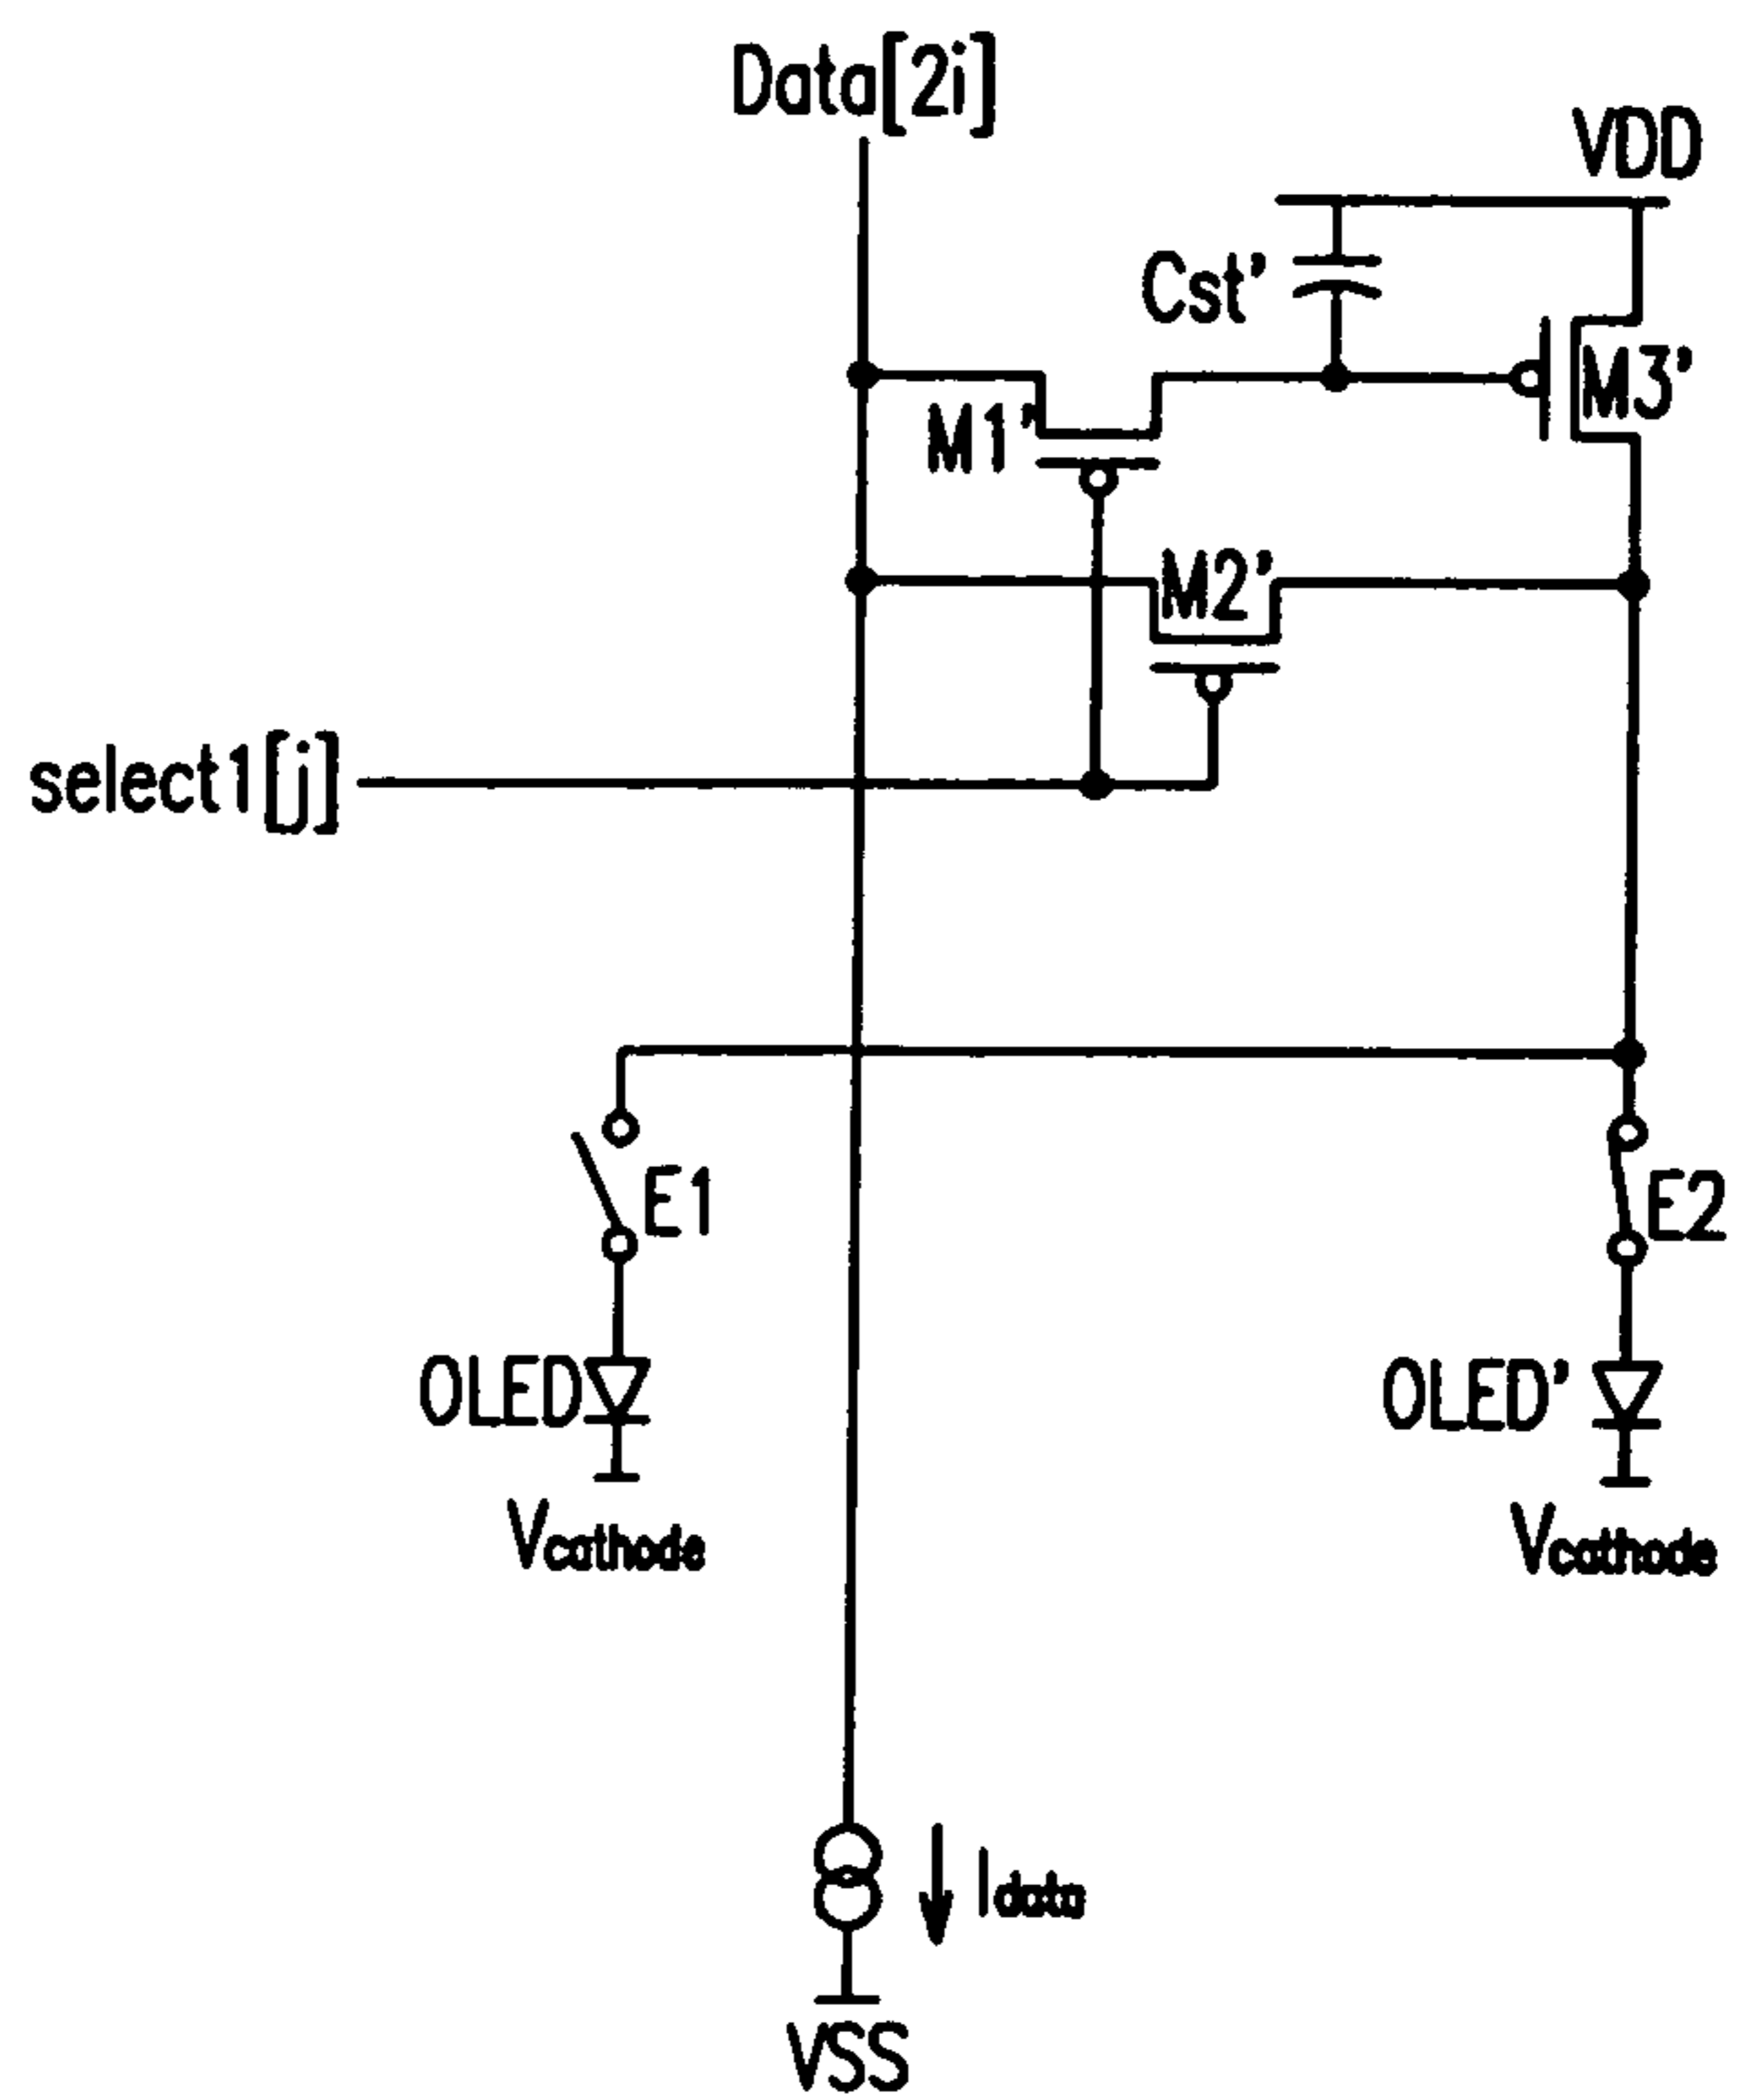 Data[2i]
VDD
Cst'
M3'
M1'
M2'
select1[j]
E1
E2
OLED
OLED'
Vcathode
Vcathode
Idata
VSS